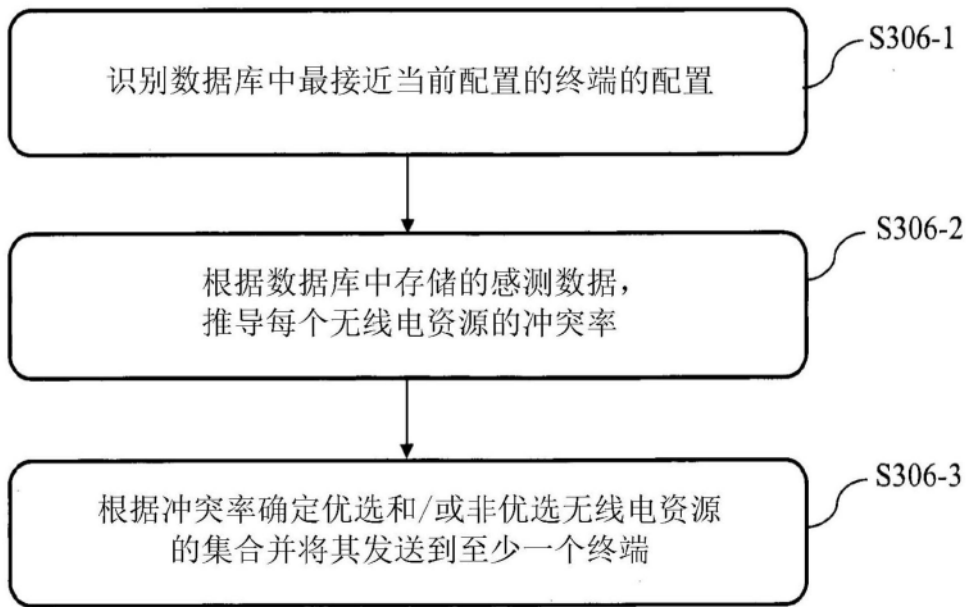 S306-1
识别数据库中最接近当前配置的终端的配置
S306-2
根据数据库中存储的感测数据，
推导每个无线电资源的冲突率
S306-3
根据冲突率确定优选和/或非优选无线电资源
的集合并将其发送到至少一个终端